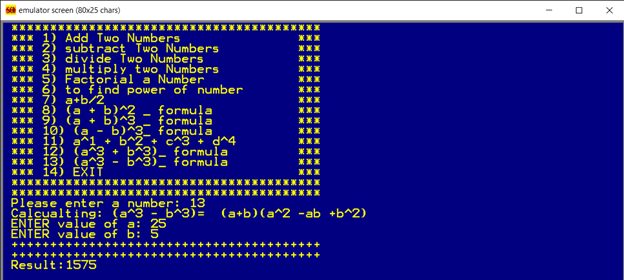 emulator screen (80x25 chars)
****************************************
*** 1) Add Two Numbers ***
*** 2) subtract Two Numbers ***
*** 3) divide Two Numbers ***
*** 4) multiply two Numbers ***
*** 5) Factorial a Number ***
*** 6) to find power of number ***
*** 7) a+b/2 ***
*** 8) (a + b)^2 _ formula ***
*** 9) (a + b)^3_ formula ***
*** 10) (a - b)^3_ formula ***
*** 11) a^1 + b^2 + c^3 + d^4 ***
*** 12) (a^3 + b^3)_ formula ***
*** 13) (a^3 - b^3)_ formula ***
*** 14) EXIT ***
****************************************
****************************************
Please enter a number: 13
Calcualting: (a^3 - b^3)= (a+b)(a^2 -ab +b^2)
ENTER value of a: 25
ENTER value of b: 5
++++++++++++++++++++++++++++++++++++++++
++++++++++++++++++++++++++++++++++++++++
Result:1575